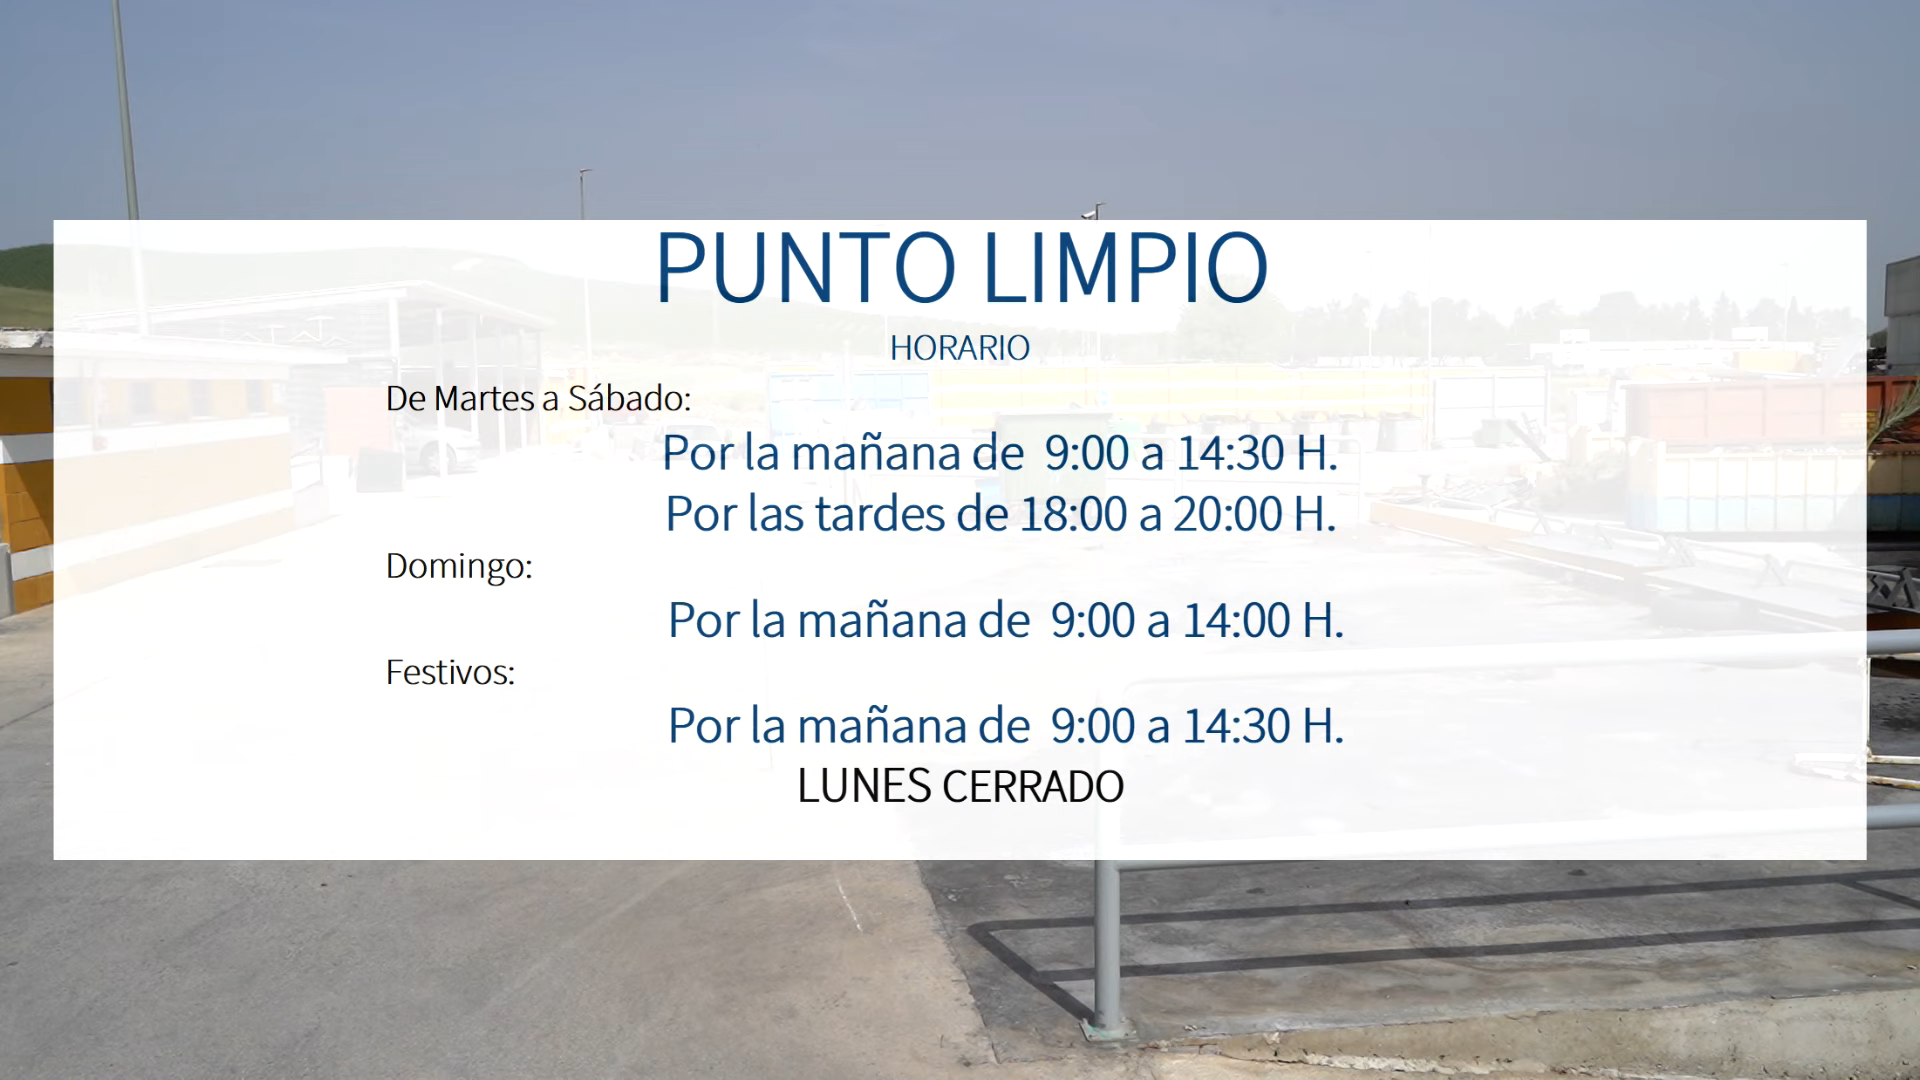 PUNTO LIMPIO
HORARIO
De Martes a Sábado:
Por la mañana de 9:00 a 14:30 H.
Por las tardes de 18:00 a 20:00 H.
Domingo:
Por la mañana de 9:00 a 14:00 H.
Festivos:
Por la mañana de 9:00 a 14:30 H.
LUNES CERRADO